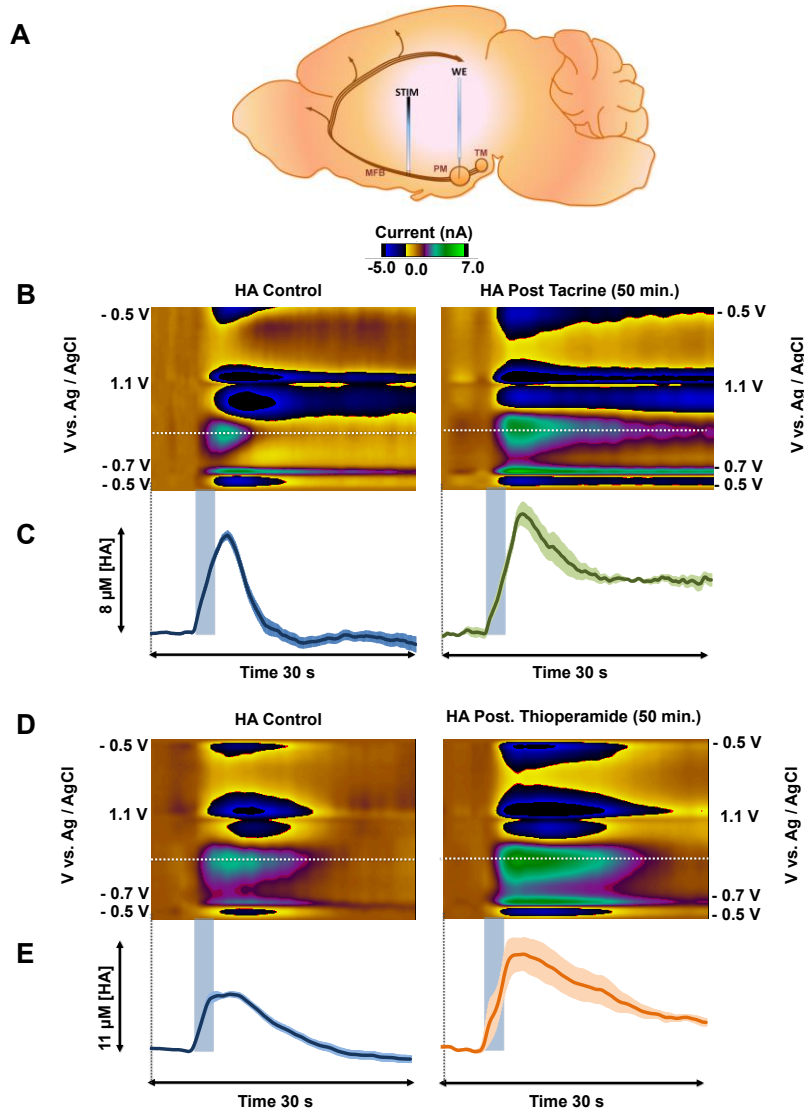 A
WE
STIM
TM
PM
MFB
Current (nA)
-5.0 0.0 7.0
B
HA Control
HA Post Tacrine (50 min.)
V vs. Ag / AgCl
- 0.5 V
1.1 V
- 0.7 V
- 0.5 V
- 0.5 V
1.1 V
- 0.7 V
- 0.5 V
V vs. Ag / AgCl
C
8 µM [HA]
Time 30 s
Time 30 s
D
HA Control
HA Post. Thioperamide (50 min.)
V vs. Ag / AgCl
- 0.5 V
1.1 V
- 0.7 V
- 0.5 V
- 0.5 V
1.1 V
- 0.7 V
- 0.5 V
V vs. Ag / AgCl
E
11 µM [HA]
Time 30 s
Time 30 s